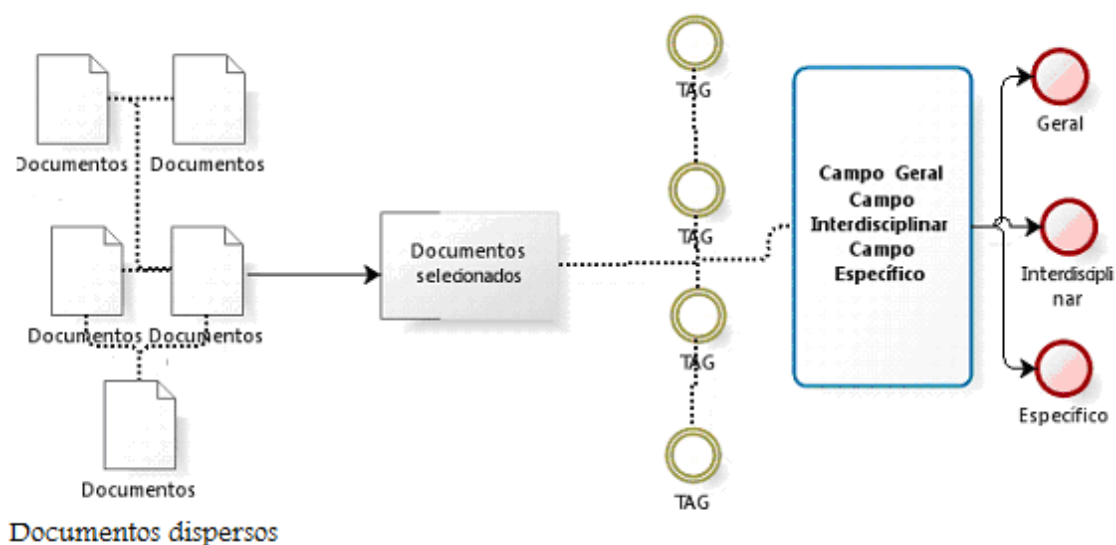 Documentos
Documentos
Documentos
Documentos
Documentos
Documentos dispersos
Documentos
selecionados
TAG
TAG
TAG
TAG
Campo Geral
Campo
Interdisciplinar
Campo
Específico
Geral
Interdiscipli
nar
Específico